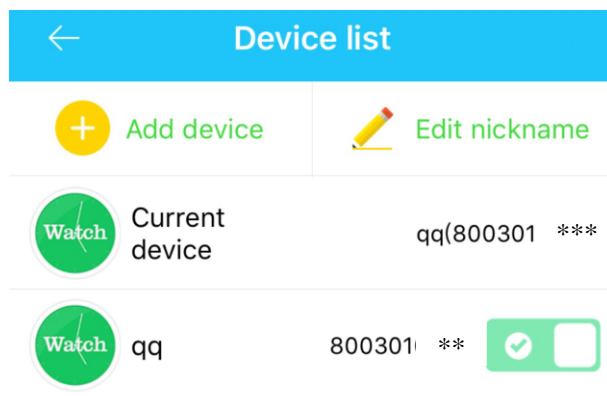 Device list
Add device
Edit nickname
Watch
Current device
qq(800301 ***
Watch
qq
800301 **